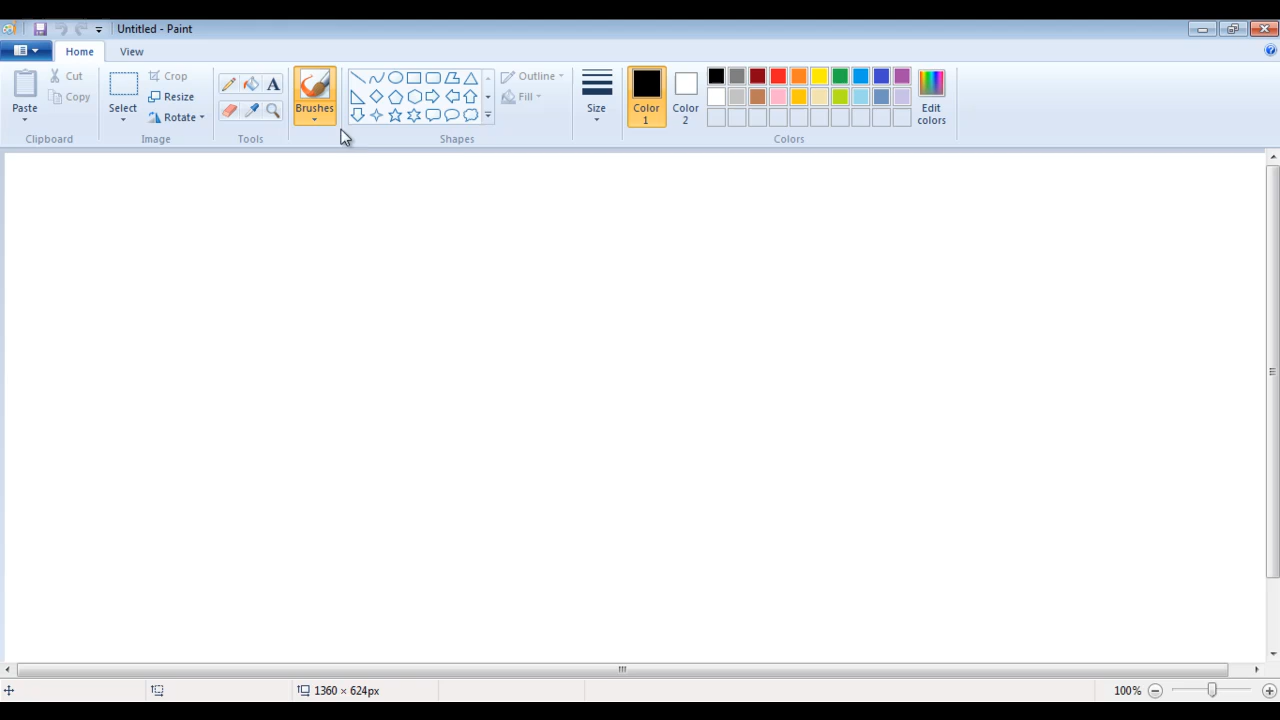 Untitled - Paint
Home View
Paste
Cut
Copy
Clipboard
Select
Crop
Resize
Rotate
Image
A
Tools
Brushes
Shapes
Outline
Fill
Size
Color 1
Color 2
Edit colors
Colors
1360 × 624px
100%